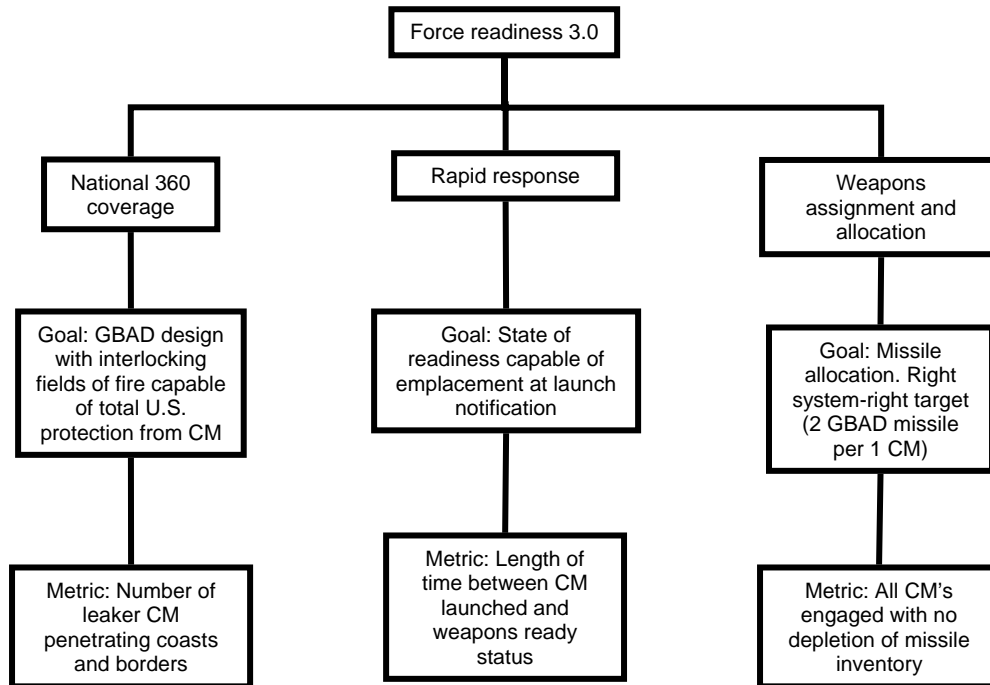 Force readiness 3.0
National 360
coverage
Rapid response
Weapons
assignment and
allocation
Goal: GBAD design
with interlocking
fields of fire capable
of total U.S.
protection from CM
Goal: State of
readiness capable of
emplacement at launch
notification
Goal: Missile
allocation. Right
system-right target
(2 GBAD missile
per 1 CM)
Metric: Number of
leaker CM
penetrating coasts
and borders
Metric: Length of
time between CM
launched and
weapons ready
status
Metric: All CM’s
engaged with no
depletion of missile
inventory